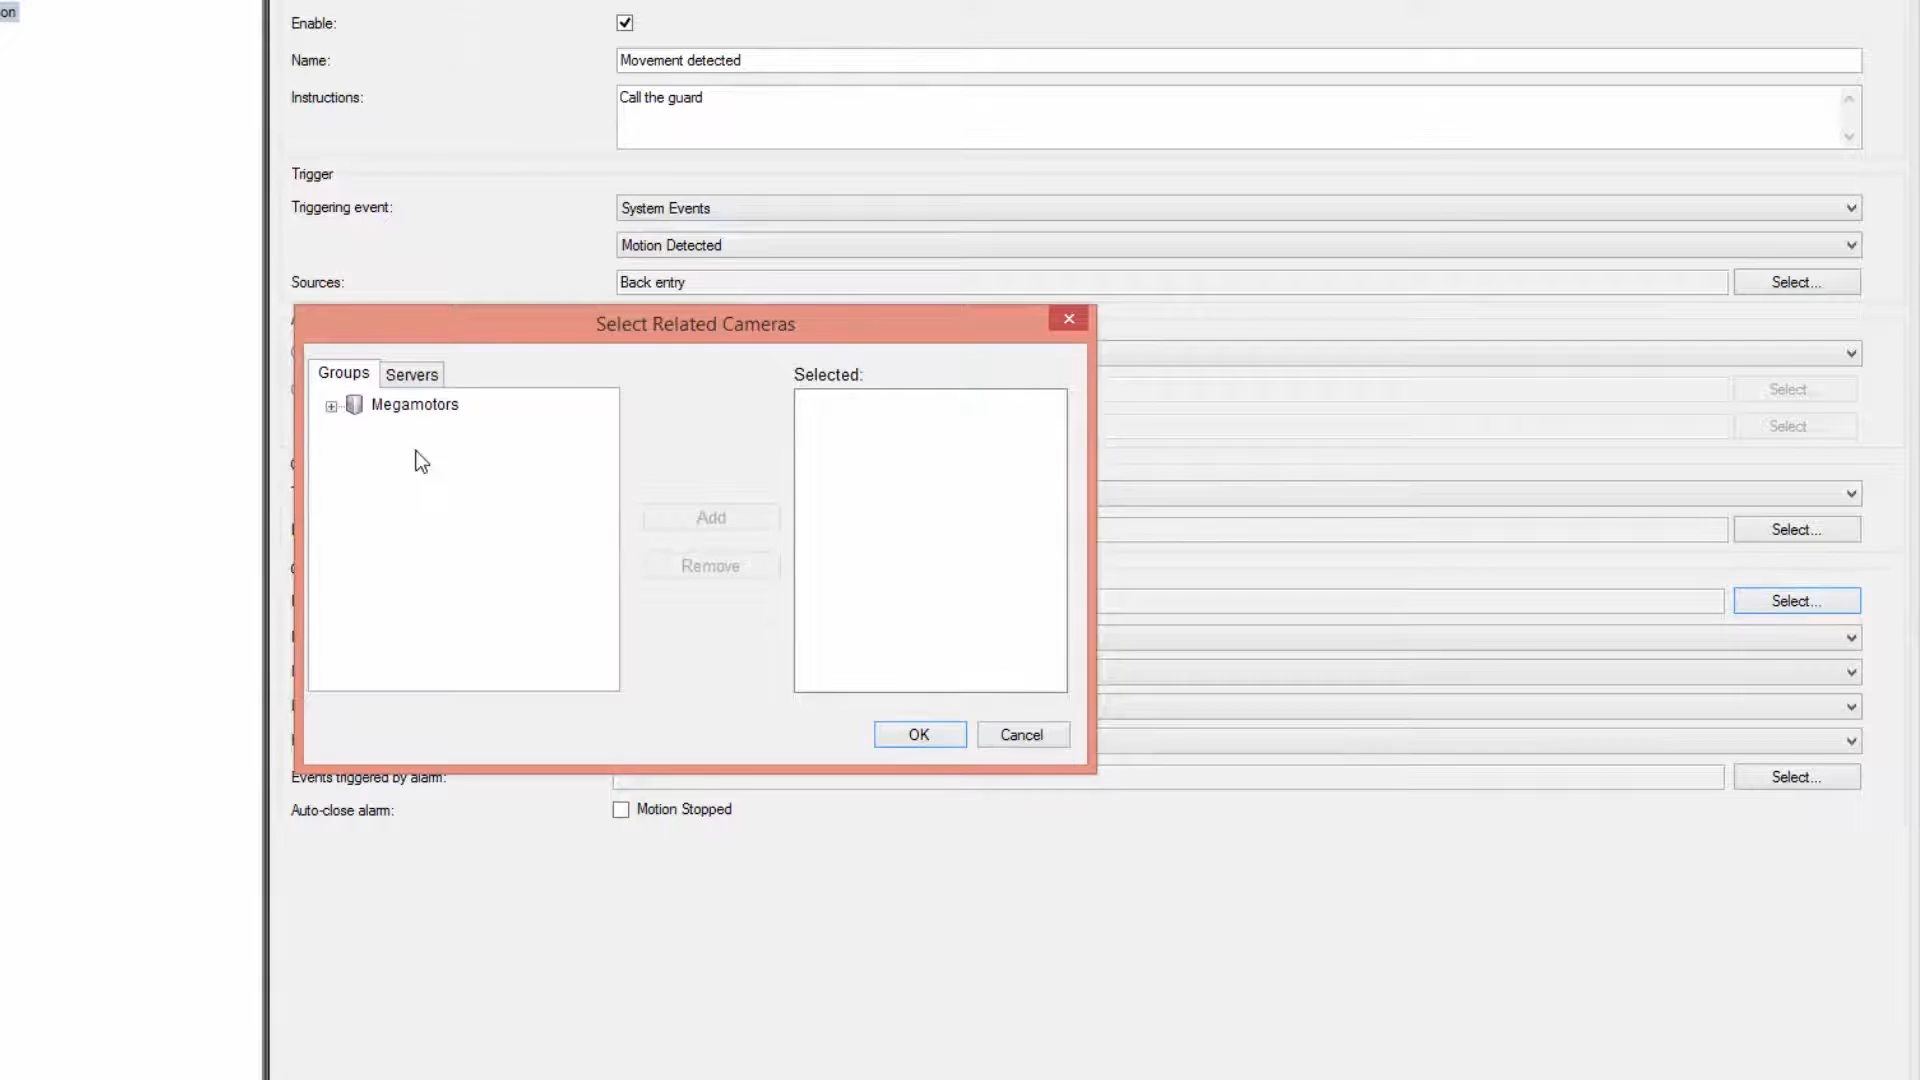 on
Enable:
Name: Movement detected
Instructions: Call the guard
Trigger
Triggering event: System Events
Motion Detected
Sources: Back entry Select...
Select Related Cameras
Groups Servers
Selected:
Megamotors
Select...
Select...
Add
Select...
Remove
Select...
OK Cancel
Events triggered by alarm: Select...
Auto-close alarm: Motion Stopped